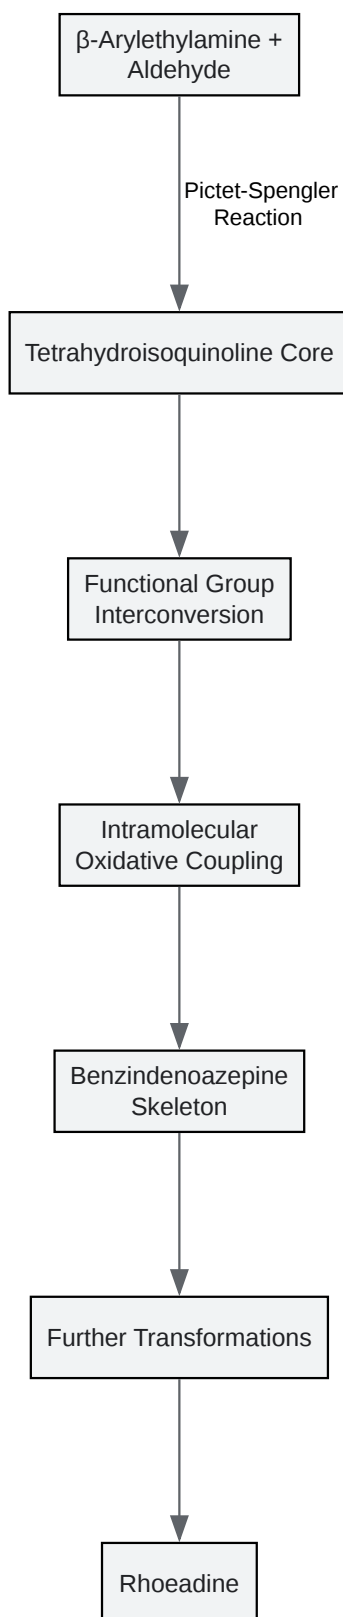 β-Arylethylamine +
Aldehyde
Pictet-Spengler
Reaction
Tetrahydroisoquinoline Core
Functional Group
Interconversion
Intramolecular
Oxidative Coupling
Benzindenoazepine
Skeleton
Further Transformations
Rhoeadine